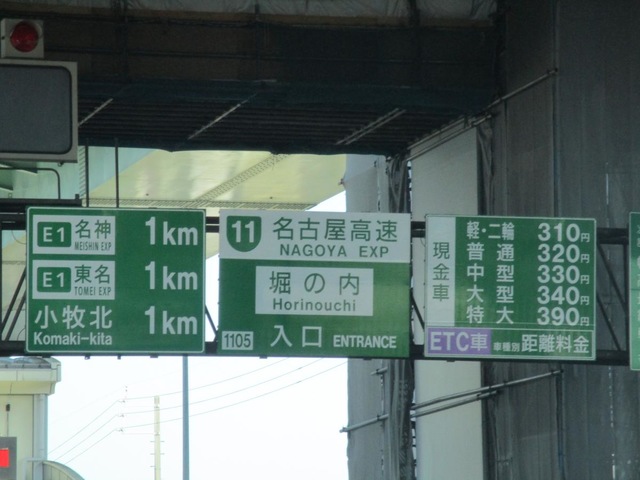 E1 名神 1km
MEISHIN EXP
E1 東名 1km
TOMEI EXP
小牧北 1km
Komaki-kita
11 名古屋高速
NAGOYA EXP
堀の内
Horinouchi
1105 入口 ENTRANCE
現金車
軽・二輪 310円
普通 320円
中型 330円
大型 340円
特大 390円
ETC車 車種別 距離料金